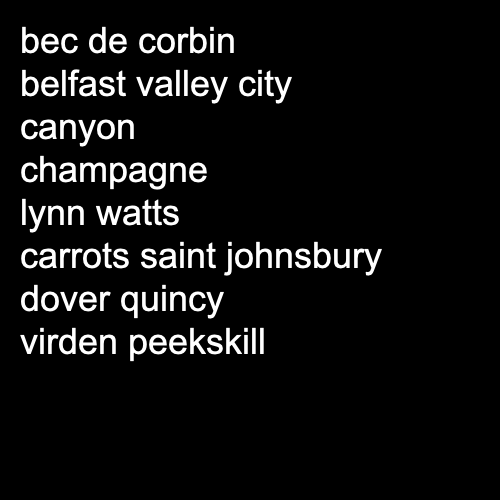 bec de corbin
belfast valley city
canyon
champagne
lynn watts
carrots saint johnsbury
dover quincy
virden peekskill